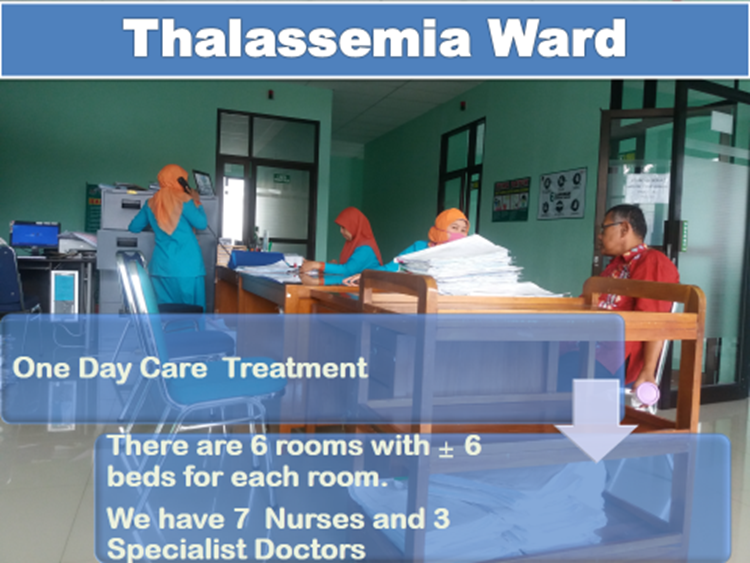 Thalassemia Ward
One Day Care Treatment
There are 6 rooms with ± 6
beds for each room.
We have 7 Nurses and 3
Specialist Doctors